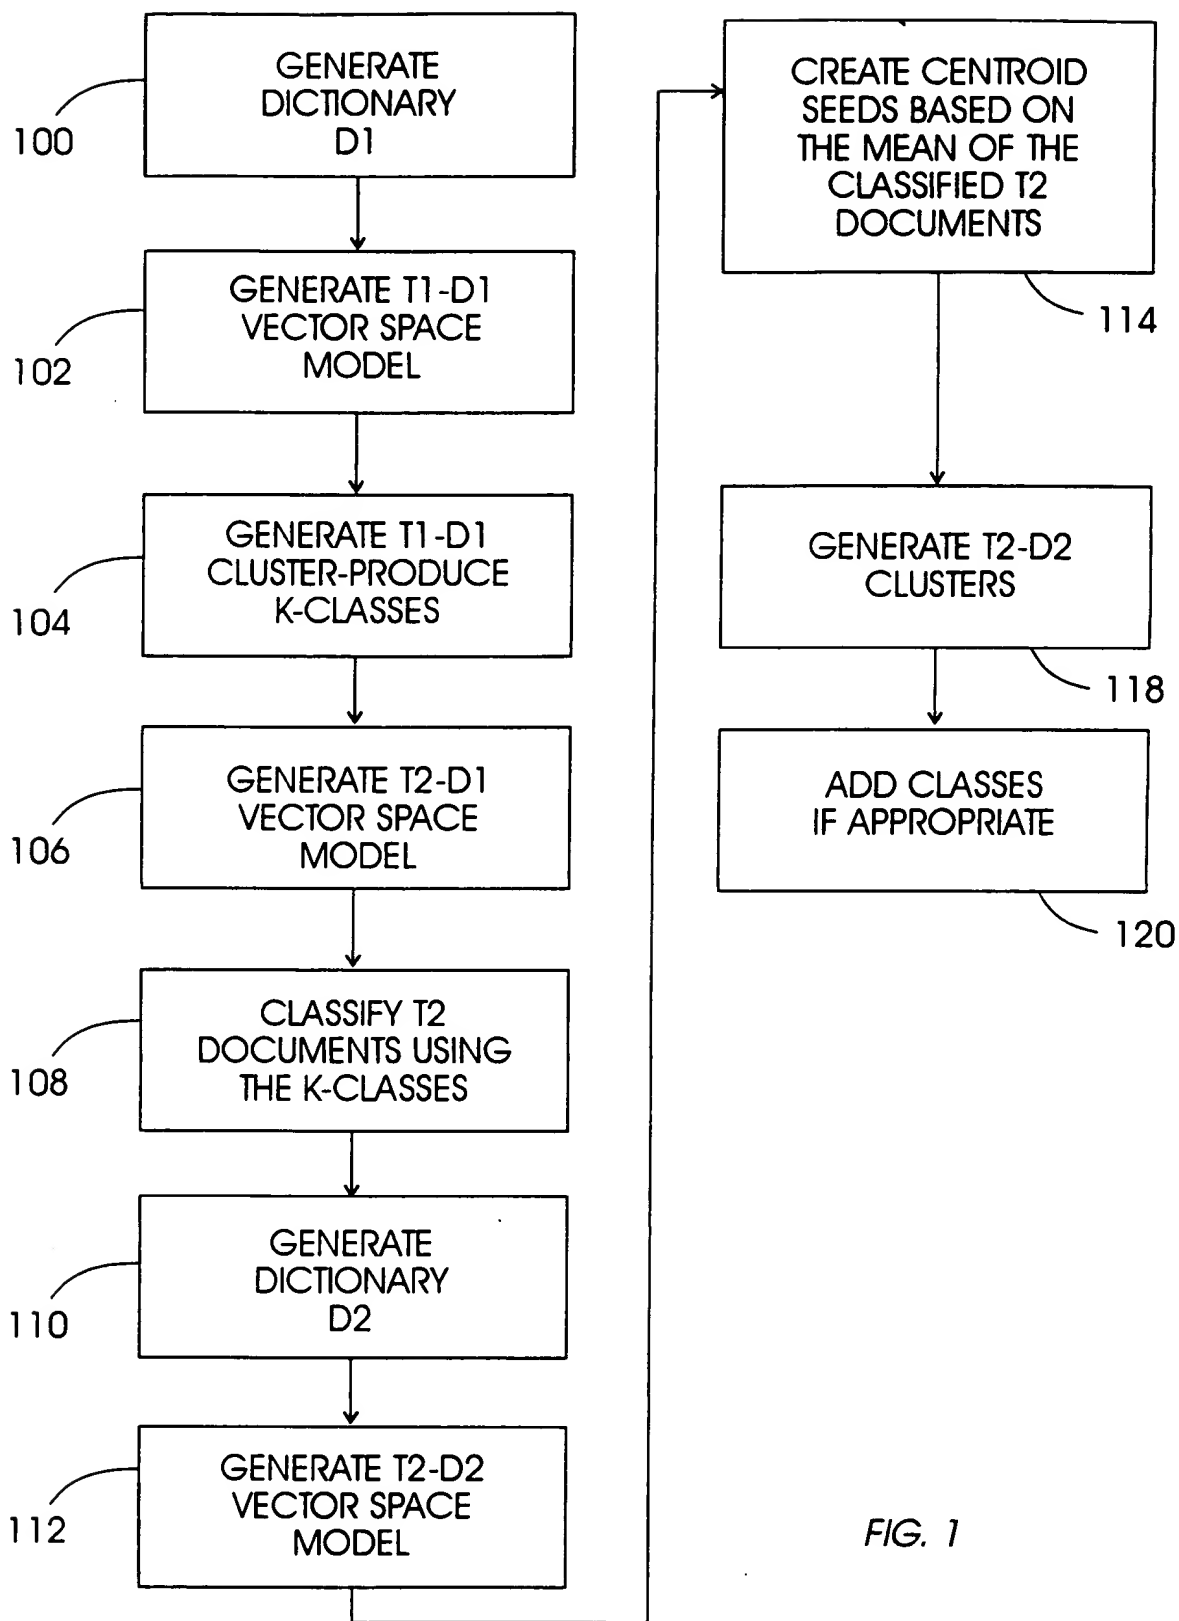 GENERATE
DICTIONARY
D1
100
GENERATE T1-D1
VECTOR SPACE
MODEL
102
GENERATE T1-D1
CLUSTER-PRODUCE
K-CLASSES
104
GENERATE T2-D1
VECTOR SPACE
MODEL
106
CLASSIFY T2
DOCUMENTS USING
THE K-CLASSES
108
GENERATE
DICTIONARY
D2
110
GENERATE T2-D2
VECTOR SPACE
MODEL
112
CREATE CENTROID
SEEDS BASED ON
THE MEAN OF THE
CLASSIFIED T2
DOCUMENTS
114
GENERATE T2-D2
CLUSTERS
118
ADD CLASSES
IF APPROPRIATE
120
FIG. 1